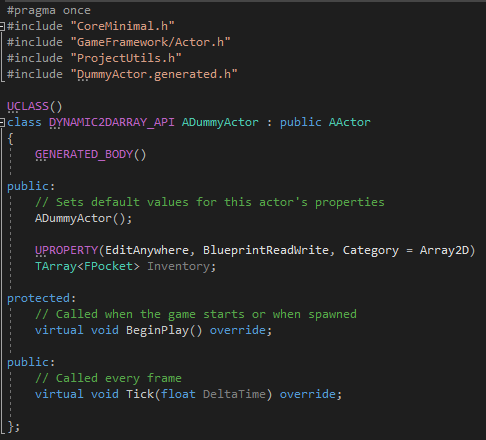 #pragma once
#include "CoreMinimal.h"
#include "GameFramework/Actor.h"
#include "ProjectUtils.h"
#include "DummyActor.generated.h"
UCLASS()
class DYNAMIC2DARRAY_API ADummyActor : public AActor
{
GENERATED_BODY()
public:
// Sets default values for this actor's properties
ADummyActor();
UPROPERTY(EditAnywhere, BlueprintReadWrite, Category = Array2D)
TArray<FPocket> Inventory;
protected:
// Called when the game starts or when spawned
virtual void BeginPlay() override;
public:
// Called every frame
virtual void Tick(float DeltaTime) override;
};